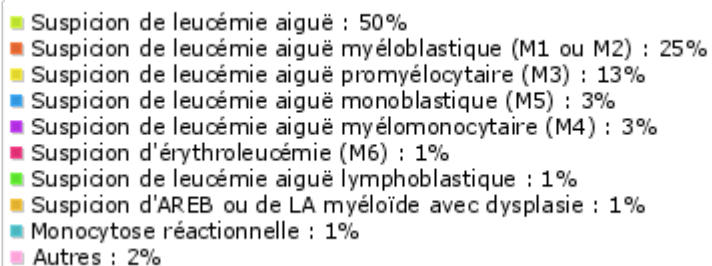 Suspicion de leucémie aiguë : 50%
Suspicion de leucémie aiguë myéloblastique (M1 ou M2) : 25%
Suspicion de leucémie aiguë promyélocytaire (M3) : 13%
Suspicion de leucémie aiguë monoblastique (M5) : 3%
Suspicion de leucémie aiguë myélomonocytaire (M4) : 3%
Suspicion d'érythroleucémie (M6) : 1%
Suspicion de leucémie aiguë lymphoblastique : 1%
Suspicion d'AREB ou de LA myéloïde avec dysplasie : 1%
Monocytose réactionnelle : 1%
Autres : 2%